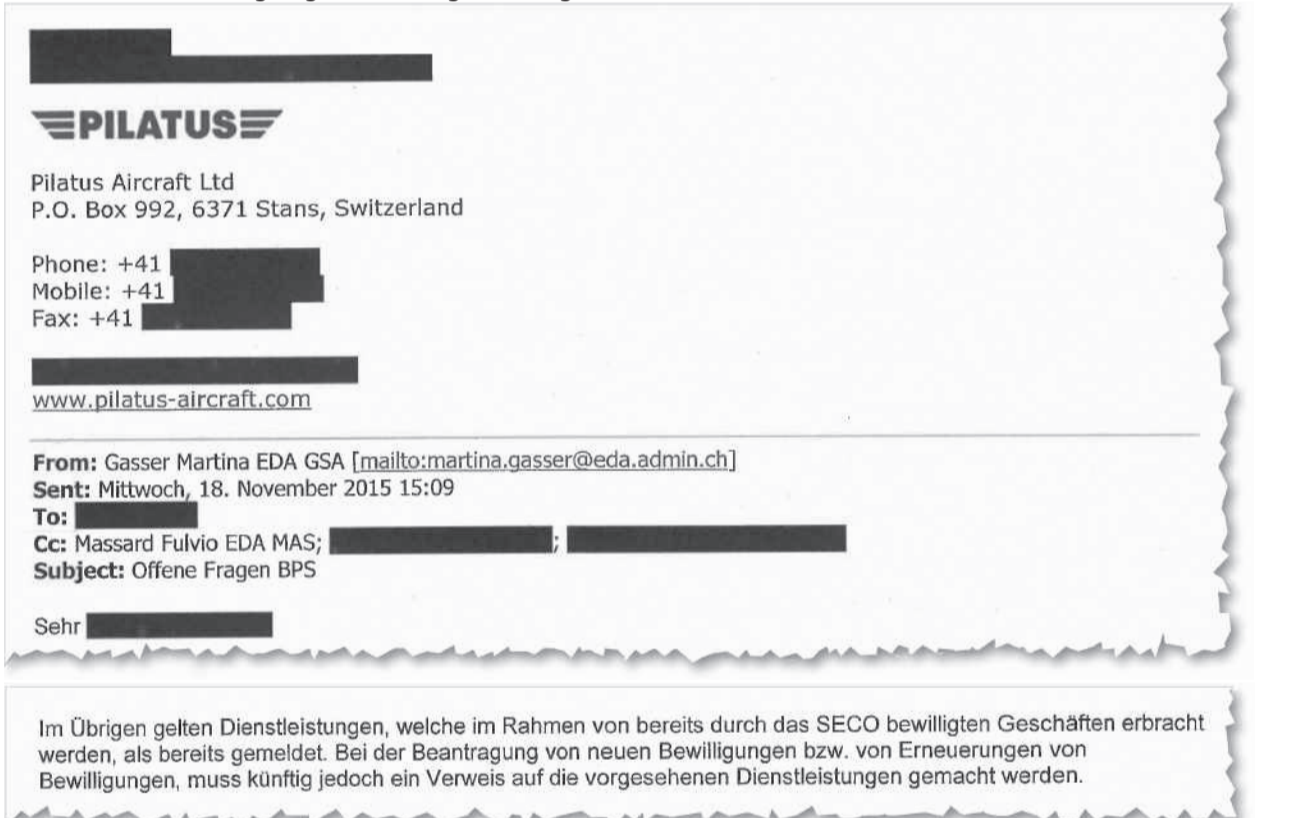 PILATUS
Pilatus Aircraft Ltd
P.O. Box 992, 6371 Stans, Switzerland
Phone: +41
Mobile: +41
Fax: +41
www.pilatus-aircraft.com
From: Gasser Martina EDA GSA [mailto:martina.gasser@eda.admin.ch]
Sent: Mittwoch, 18. November 2015 15:09
To:
Cc: Massard Fulvio EDA MAS; ;
Subject: Offene Fragen BPS
Sehr
Im Übrigen gelten Dienstleistungen, welche im Rahmen von bereits durch das SECO bewilligten Geschäften erbracht
werden, als bereits gemeldet. Bei der Beantragung von neuen Bewilligungen bzw. von Erneuerungen von
Bewilligungen, muss künftig jedoch ein Verweis auf die vorgesehenen Dienstleistungen gemacht werden.